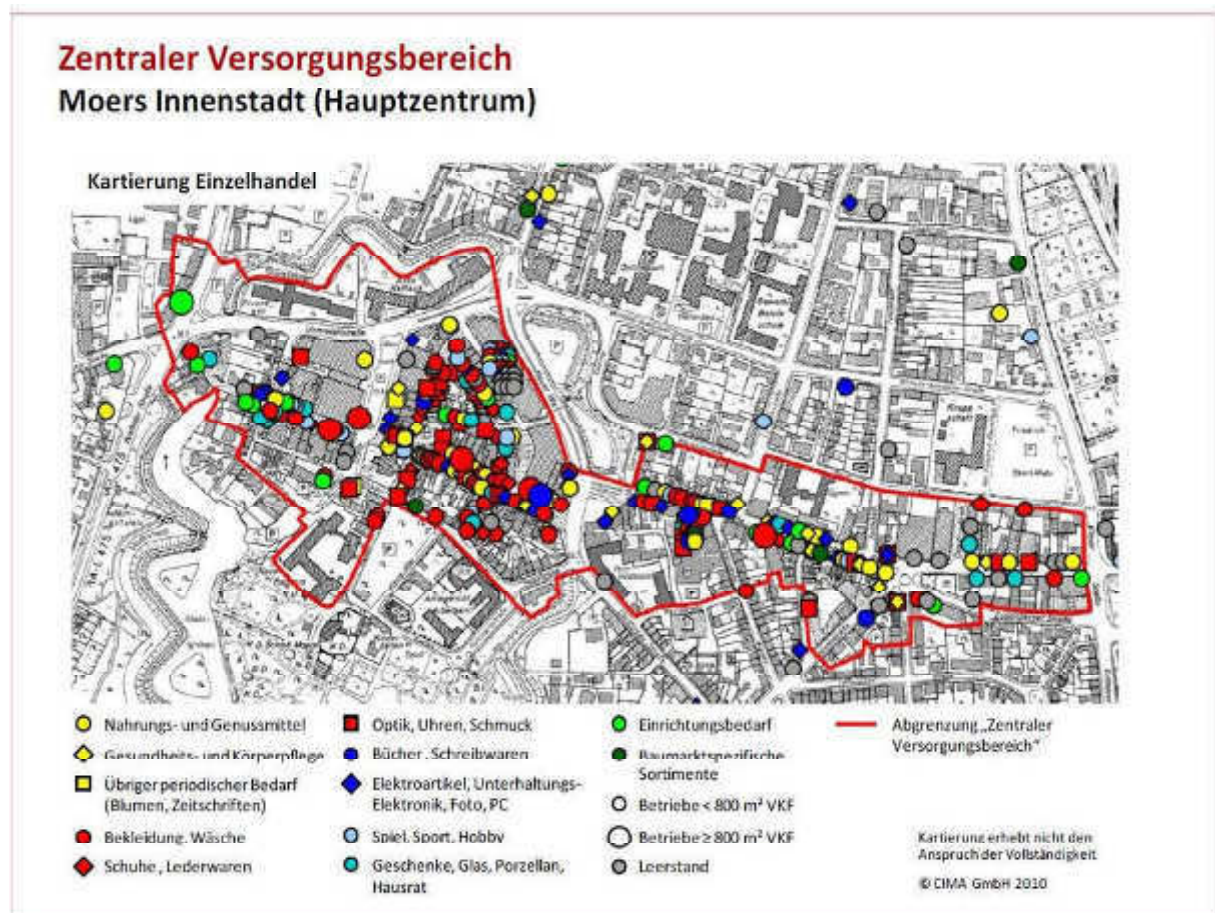 Zentraler Versorgungsbereich
Moers Innenstadt (Hauptzentrum)
Kartierung Einzelhandel
Nahrungs- und Genussmittel
Gesundheits- und Körperpflege
Übriger periodischer Bedarf
(Blumen, Zeitschriften)
Bekleidung, Wäsche
Schuhe, Lederwaren
Optik, Uhren, Schmuck
Bücher, Schreibwaren
Elektroartikel, Unterhaltungs-
Elektronik, Foto, PC
Spiel, Sport, Hobby
Geschenke, Glas, Porzellan,
Hausrat
Einrichtungsbedarf
Baumarktspezifische
Sortimente
Betriebe < 800 m² VKF
Betriebe ≥ 800 m² VKF
Leerstand
Abgrenzung „Zentraler
Versorgungsbereich“
Kartierung erhebt nicht den
Anspruch der Vollständigkeit
© CIMA GmbH 2010